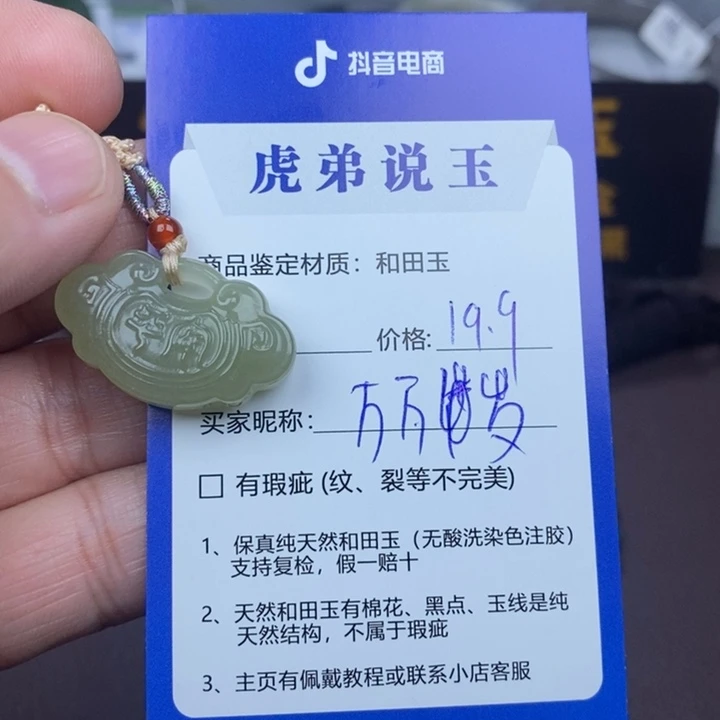 抖音电商
虎弟说玉
商品鉴定材质：和田玉
价格: 19.9
买家昵称: 万万岁
□ 有瑕疵 (纹、裂等不完美)
1、保真纯天然和田玉（无酸洗染色注胶）
支持复检，假一赔十
2、天然和田玉有棉花、黑点、玉线是纯
天然结构，不属于瑕疵
3、主页有佩戴教程或联系小店客服